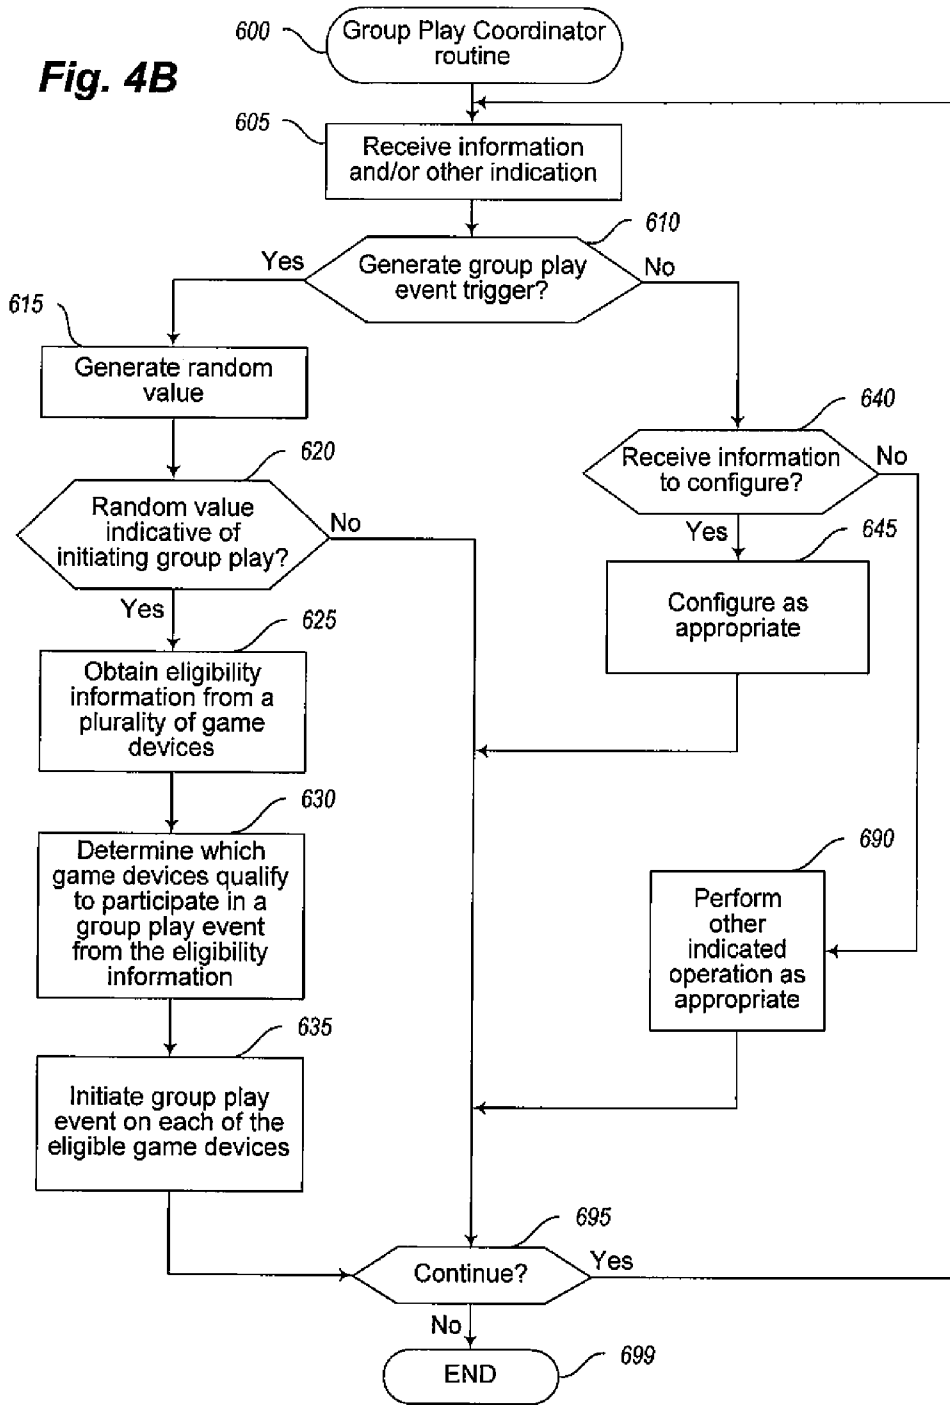 Fig. 4B
600
Group Play Coordinator
routine
605
Receive information
and/or other indication
610
Generate group play
event trigger?
Yes
No
615
Generate random
value
620
Random value
indicative of
initiating group play?
No
Yes
640
Receive information
to configure?
No
Yes
645
Configure as
appropriate
625
Obtain eligibility
information from a
plurality of game
devices
630
Determine which
game devices qualify
to participate in a
group play event
from the eligibility
information
690
Perform
other
indicated
operation as
appropriate
635
Initiate group play
event on each of the
eligible game devices
695
Continue?
Yes
No
END
699